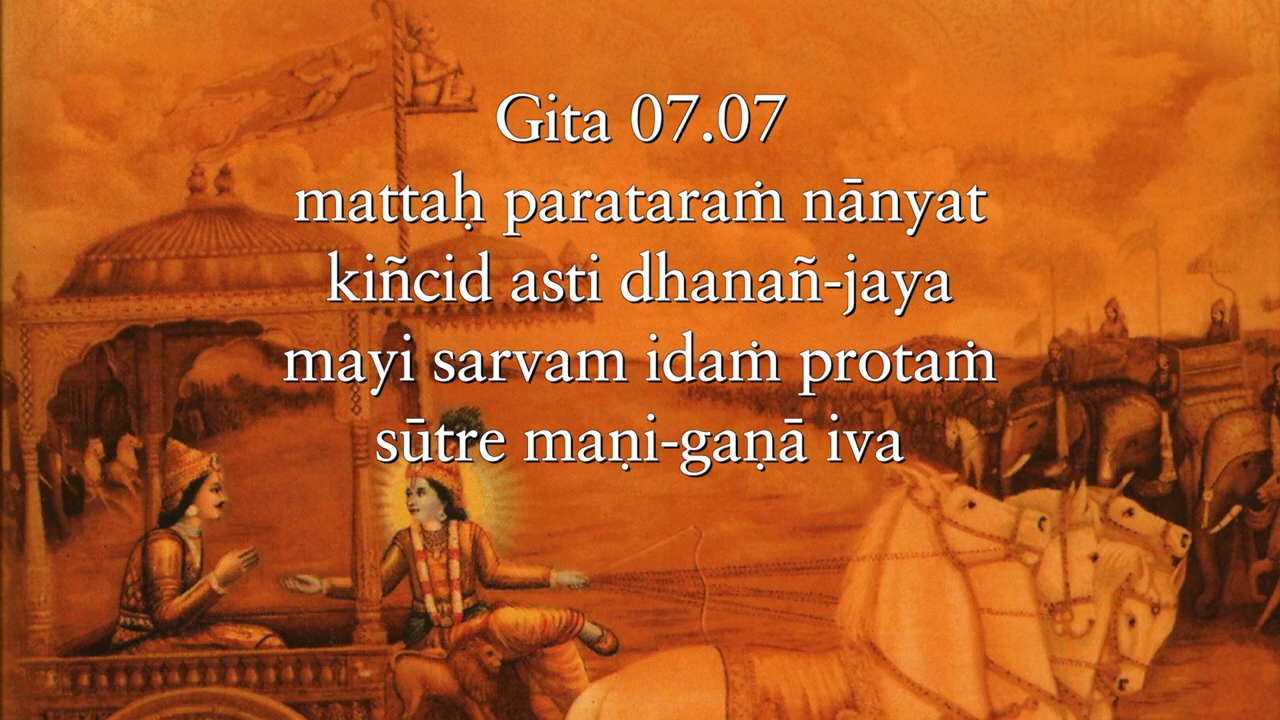 Gita 07.07
mattaḥ parataraṁ nānyat
kiñcid asti dhanañ-jaya
mayi sarvam idaṁ protaṁ
sūtre maṇi-gaṇā iva